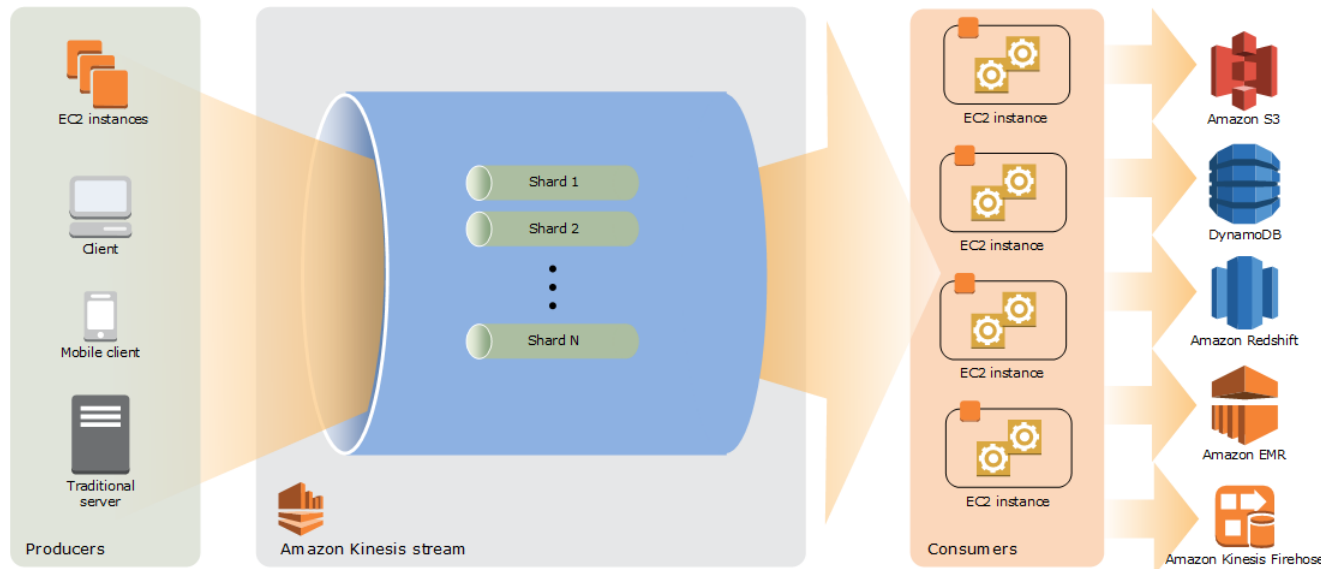 EC2 instances
Client
Mobile client
Traditional
server
Producers
Shard 1
Shard 2
Shard N
Amazon Kinesis stream
EC2 instance
EC2 instance
EC2 instance
EC2 instance
Consumers
Amazon S3
DynamoDB
Amazon Redshift
Amazon EMR
Amazon Kinesis Firehose